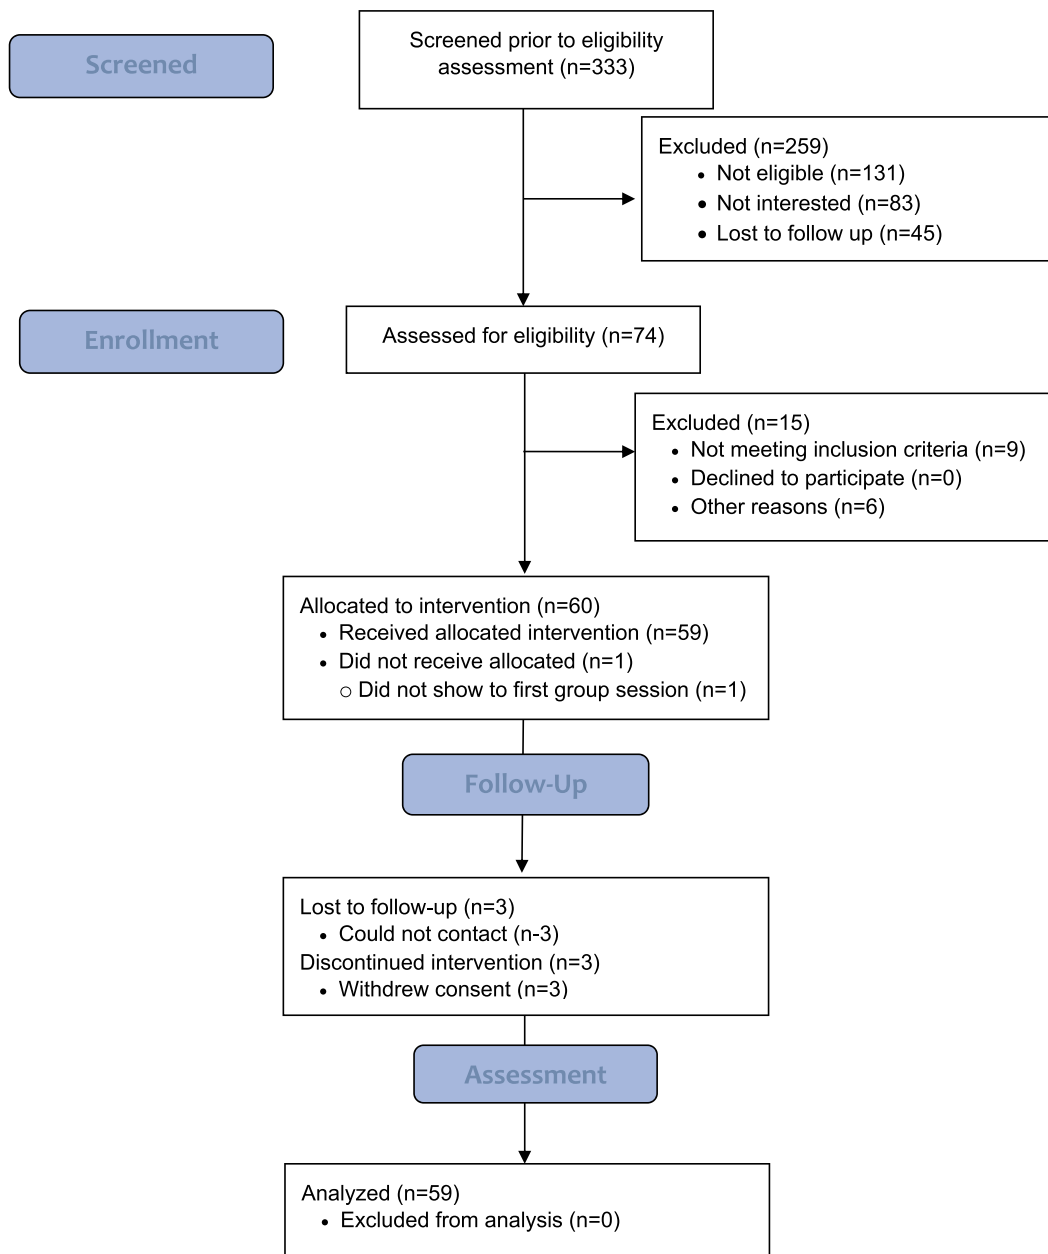 Screened
Screened prior to eligibility
assessment (n=333)
Excluded (n=259)
• Not eligible (n=131)
• Not interested (n=83)
• Lost to follow up (n=45)
Enrollment
Assessed for eligibility (n=74)
Excluded (n=15)
• Not meeting inclusion criteria (n=9)
• Declined to participate (n=0)
• Other reasons (n=6)
Allocated to intervention (n=60)
• Received allocated intervention (n=59)
• Did not receive allocated (n=1)
○ Did not show to first group session (n=1)
Follow-Up
Lost to follow-up (n=3)
• Could not contact (n-3)
Discontinued intervention (n=3)
• Withdrew consent (n=3)
Assessment
Analyzed (n=59)
• Excluded from analysis (n=0)